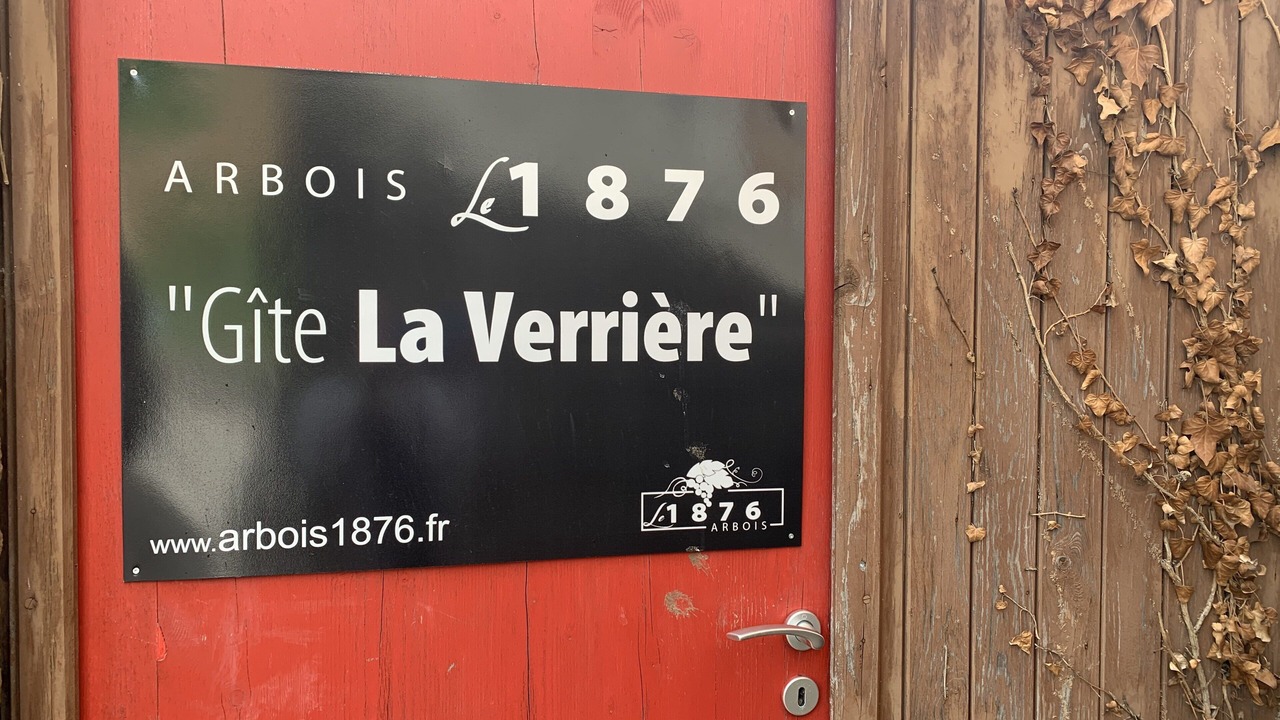 ARBOIS Le 1876
"Gîte La Verrière"
www.arbois1876.fr
Le 1876
ARBOIS